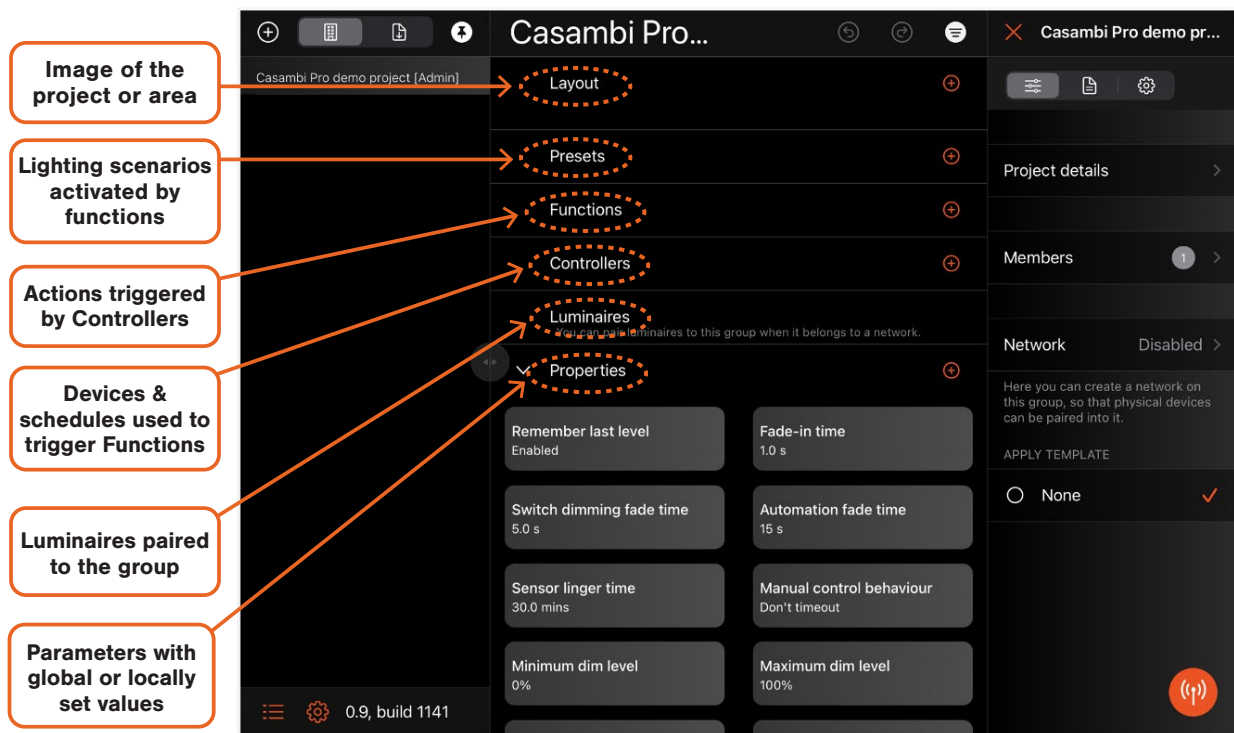 Image of the
project or area
Lighting scenarios
activated by
functions
Actions triggered
by Controllers
Devices &
schedules used to
trigger Functions
Luminaires paired
to the group
Parameters with
global or locally
set values
Casambi Pro demo project [Admin]
0.9, build 1141
Casambi Pro...
Layout
Presets
Functions
Controllers
Luminaires
You can pair luminaires to this group when it belongs to a network.
Properties
Remember last level
Enabled
Fade-in time
1.0 s
Switch dimming fade time
5.0 s
Automation fade time
15 s
Sensor linger time
30.0 mins
Manual control behaviour
Don't timeout
Minimum dim level
0%
Maximum dim level
100%
Casambi Pro demo pr...
Project details
Members 1
Network Disabled
Here you can create a network on
this group, so that physical devices
can be paired into it.
APPLY TEMPLATE
None